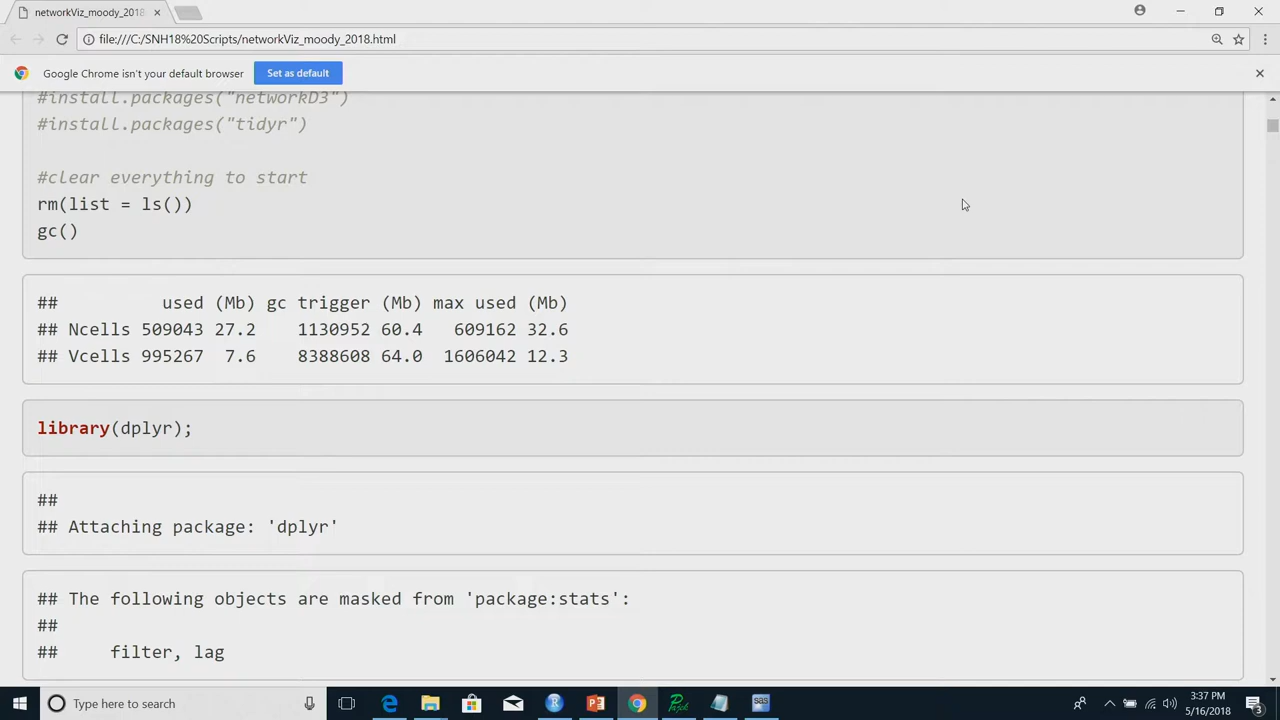 networkViz_moody_2018
file:///C:/SNH18%20Scripts/networkViz_moody_2018.html
Google Chrome isn't your default browser
Set as default
#install.packages("networkD3")
#install.packages("tidyr")
#clear everything to start
rm(list = ls())
gc()
## used (Mb) gc trigger (Mb) max used (Mb)
## Ncells 509043 27.2 1130952 60.4 609162 32.6
## Vcells 995267 7.6 8388608 64.0 1606042 12.3
library(dplyr);
##
## Attaching package: 'dplyr'
## The following objects are masked from 'package:stats':
##
## filter, lag
Type here to search
R
Pajek
sas
3:37 PM
5/16/2018
3